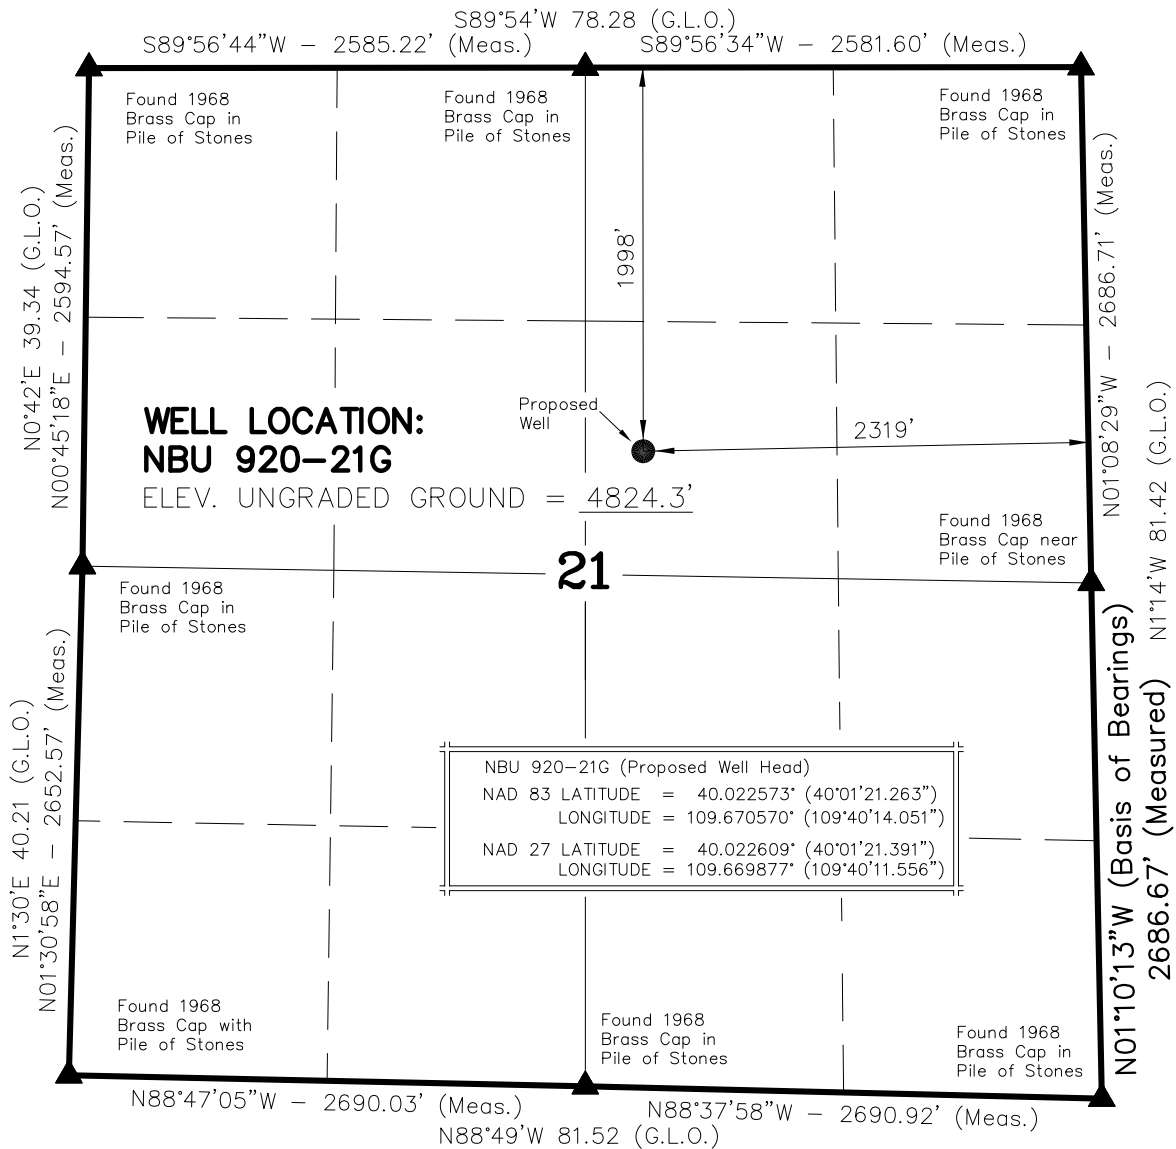 S89°54'W 78.28 (G.L.O.)
S89°56'44"W - 2585.22' (Meas.)
S89°56'34"W - 2581.60' (Meas.)
Found 1968
Brass Cap in
Pile of Stones
Found 1968
Brass Cap in
Pile of Stones
Found 1968
Brass Cap in
Pile of Stones
N0°42'E 39.34 (G.L.O.)
N00°45'18"E - 2594.57' (Meas.)
1998'
N01°08'29"W - 2686.71' (Meas.)
N1°14'W 81.42 (G.L.O.)
WELL LOCATION:
NBU 920-21G
ELEV. UNGRADED GROUND = 4824.3'
Proposed
Well
2319'
Found 1968
Brass Cap near
Pile of Stones
21
Found 1968
Brass Cap in
Pile of Stones
N1°30'E 40.21 (G.L.O.)
N01°30'58"E - 2652.57' (Meas.)
N01°10'13"W (Basis of Bearings)
2686.67' (Measured)
NBU 920-21G (Proposed Well Head)
NAD 83 LATITUDE = 40.022573° (40°01'21.263")
LONGITUDE = 109.670570° (109°40'14.051")
NAD 27 LATITUDE = 40.022609° (40°01'21.391")
LONGITUDE = 109.669877° (109°40'11.556")
Found 1968
Brass Cap with
Pile of Stones
Found 1968
Brass Cap in
Pile of Stones
Found 1968
Brass Cap in
Pile of Stones
N88°47'05"W - 2690.03' (Meas.)
N88°37'58"W - 2690.92' (Meas.)
N88°49'W 81.52 (G.L.O.)